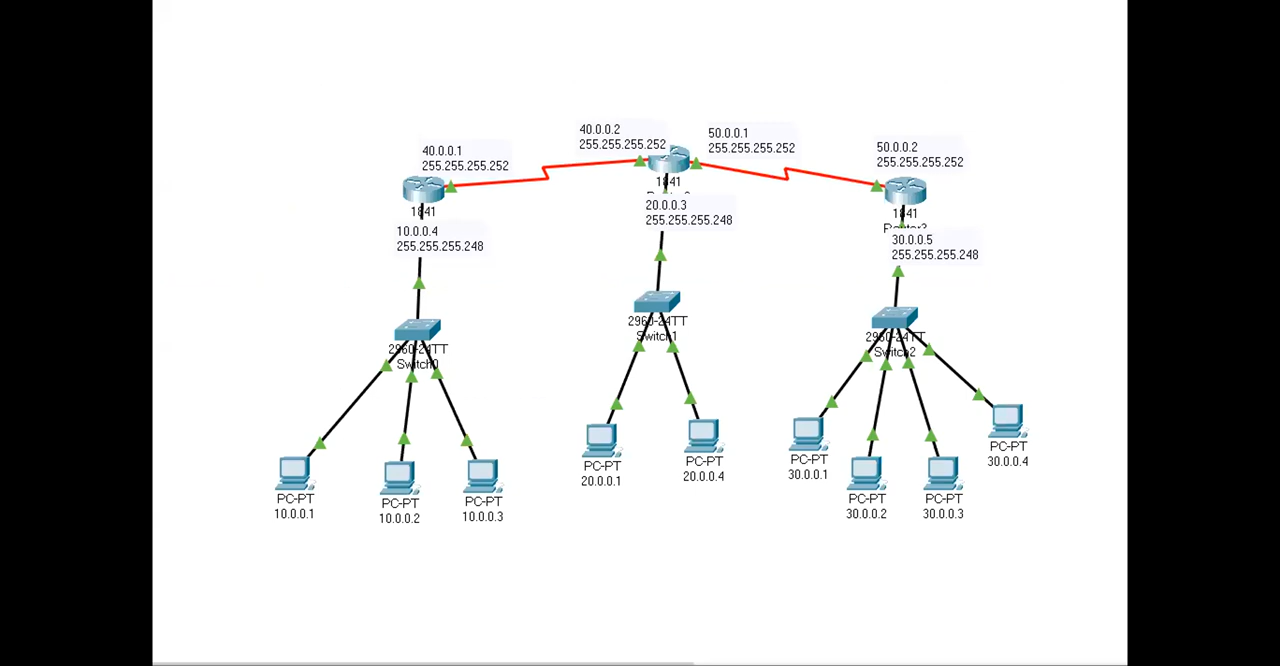 40.0.0.1
255.255.255.252
40.0.0.2
255.255.255.252
50.0.0.1
255.255.255.252
50.0.0.2
255.255.255.252
1841
1841
1841
Router3
10.0.0.4
255.255.255.248
20.0.0.3
255.255.255.248
30.0.0.5
255.255.255.248
2960-24TT
Switch0
2960-24TT
Switch1
2960-24TT
Switch2
PC-PT
10.0.0.1
PC-PT
10.0.0.2
PC-PT
10.0.0.3
PC-PT
20.0.0.1
PC-PT
20.0.0.4
PC-PT
30.0.0.1
PC-PT
30.0.0.2
PC-PT
30.0.0.3
PC-PT
30.0.0.4